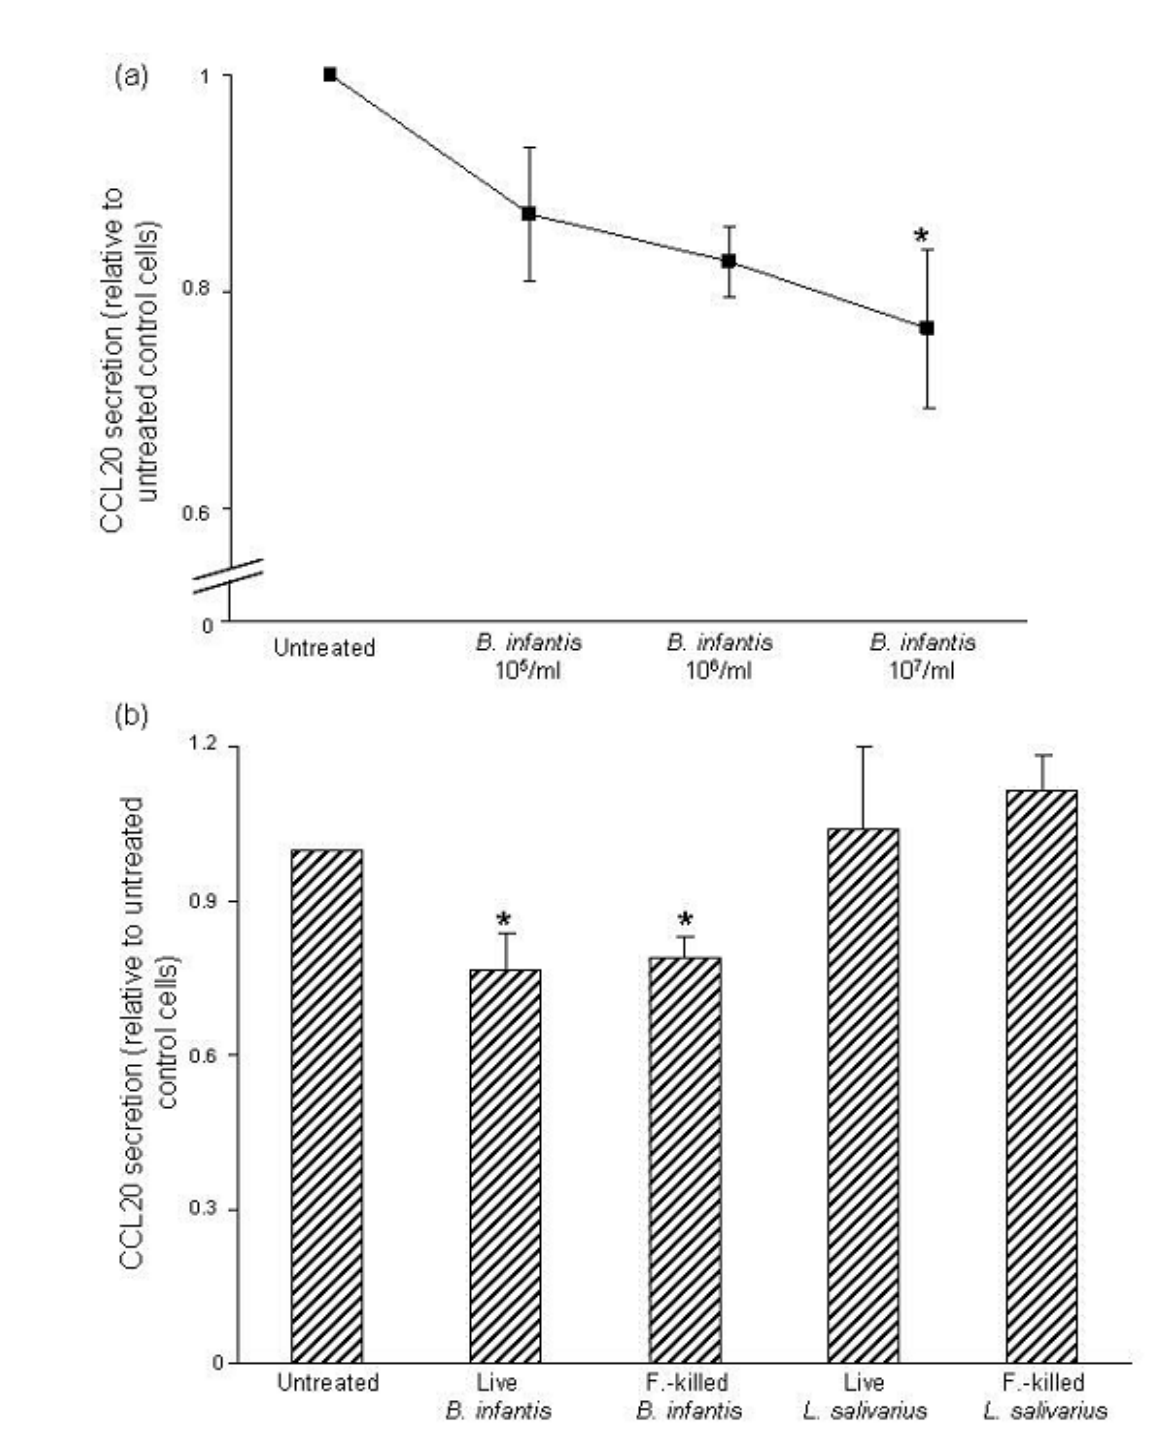 (a)
CCL20 secretion (relative to
untreated control cells)
1
0.8
0.6
0
*
Untreated
B. infantis
10⁵/ml
B. infantis
10⁶/ml
B. infantis
10⁷/ml
(b)
CCL20 secretion (relative to untreated
control cells)
1.2
0.9
0.6
0.3
0
*
*
Untreated
Live
B. infantis
F.-killed
B. infantis
Live
L. salivarius
F.-killed
L. salivarius